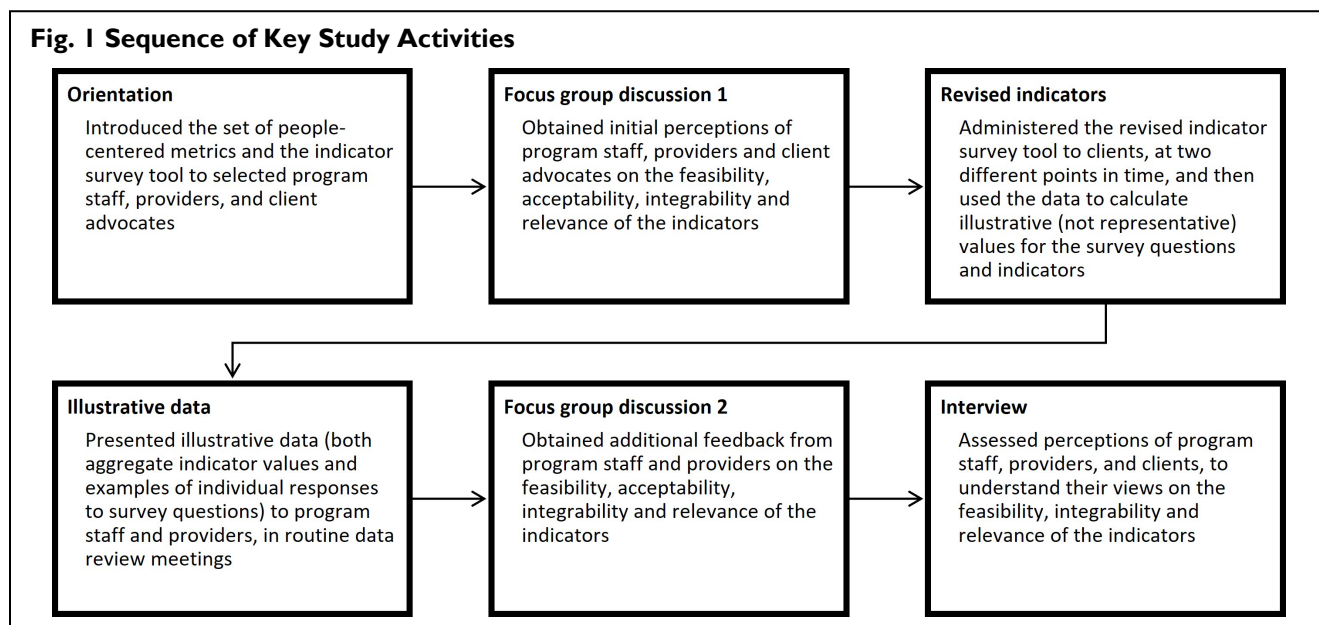 Fig. 1 Sequence of Key Study Activities
Orientation
Introduced the set of people-
centered metrics and the indicator
survey tool to selected program
staff, providers, and client
advocates
Focus group discussion 1
Obtained initial perceptions of
program staff, providers and client
advocates on the feasibility,
acceptability, integrability and
relevance of the indicators
Revised indicators
Administered the revised indicator
survey tool to clients, at two
different points in time, and then
used the data to calculate
illustrative (not representative)
values for the survey questions
and indicators
Illustrative data
Presented illustrative data (both
aggregate indicator values and
examples of individual responses
to survey questions) to program
staff and providers, in routine data
review meetings
Focus group discussion 2
Obtained additional feedback from
program staff and providers on the
feasibility, acceptability,
integrability and relevance of the
indicators
Interview
Assessed perceptions of program
staff, providers, and clients, to
understand their views on the
feasibility, integrability and
relevance of the indicators